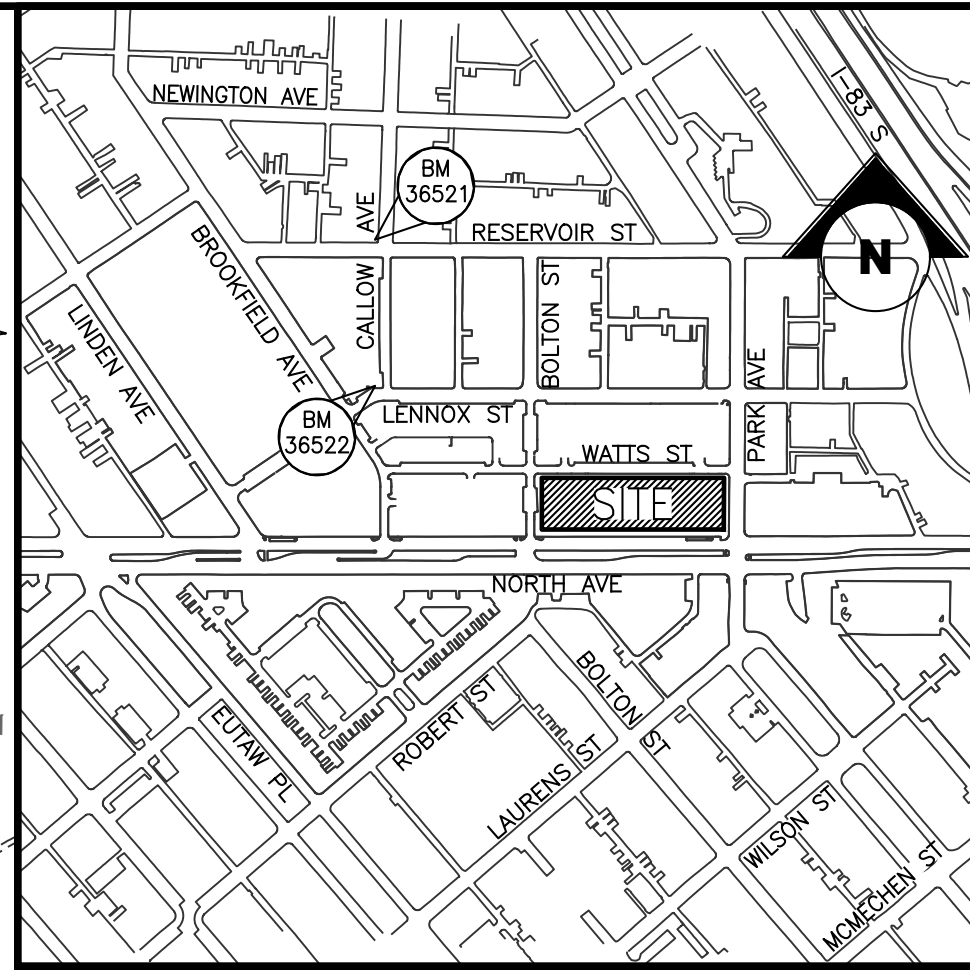 I-83 S
NEWINGTON AVE
BM
36521
CALLOW AVE
RESERVOIR ST
BROOKFIELD AVE
N
BOLTON ST
LINDEN AVE
PARK AVE
BM
36522
LENNOX ST
WATTS ST
SITE
NORTH AVE
BOLTON ST
ROBERT ST
EUTAW PL
LAURENS ST
WILSON ST
MCMECHEN ST